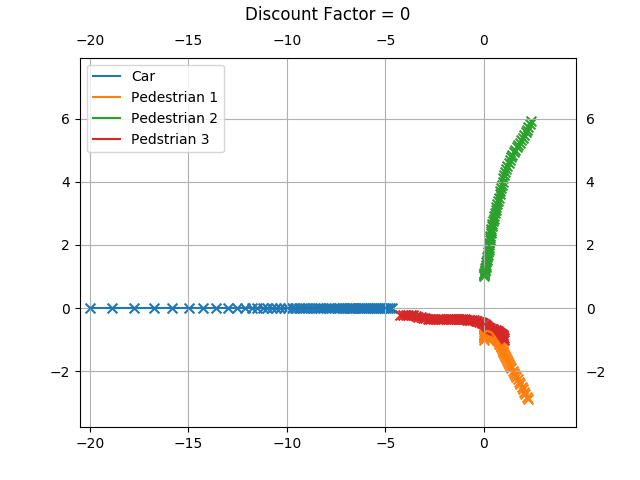 Discount Factor = 0
−20 −15 −10 −5 0
Car
Pedestrian 1
Pedestrian 2
Pedstrian 3
6 6
4 4
2 2
0 0
−2 −2
−20 −15 −10 −5 0